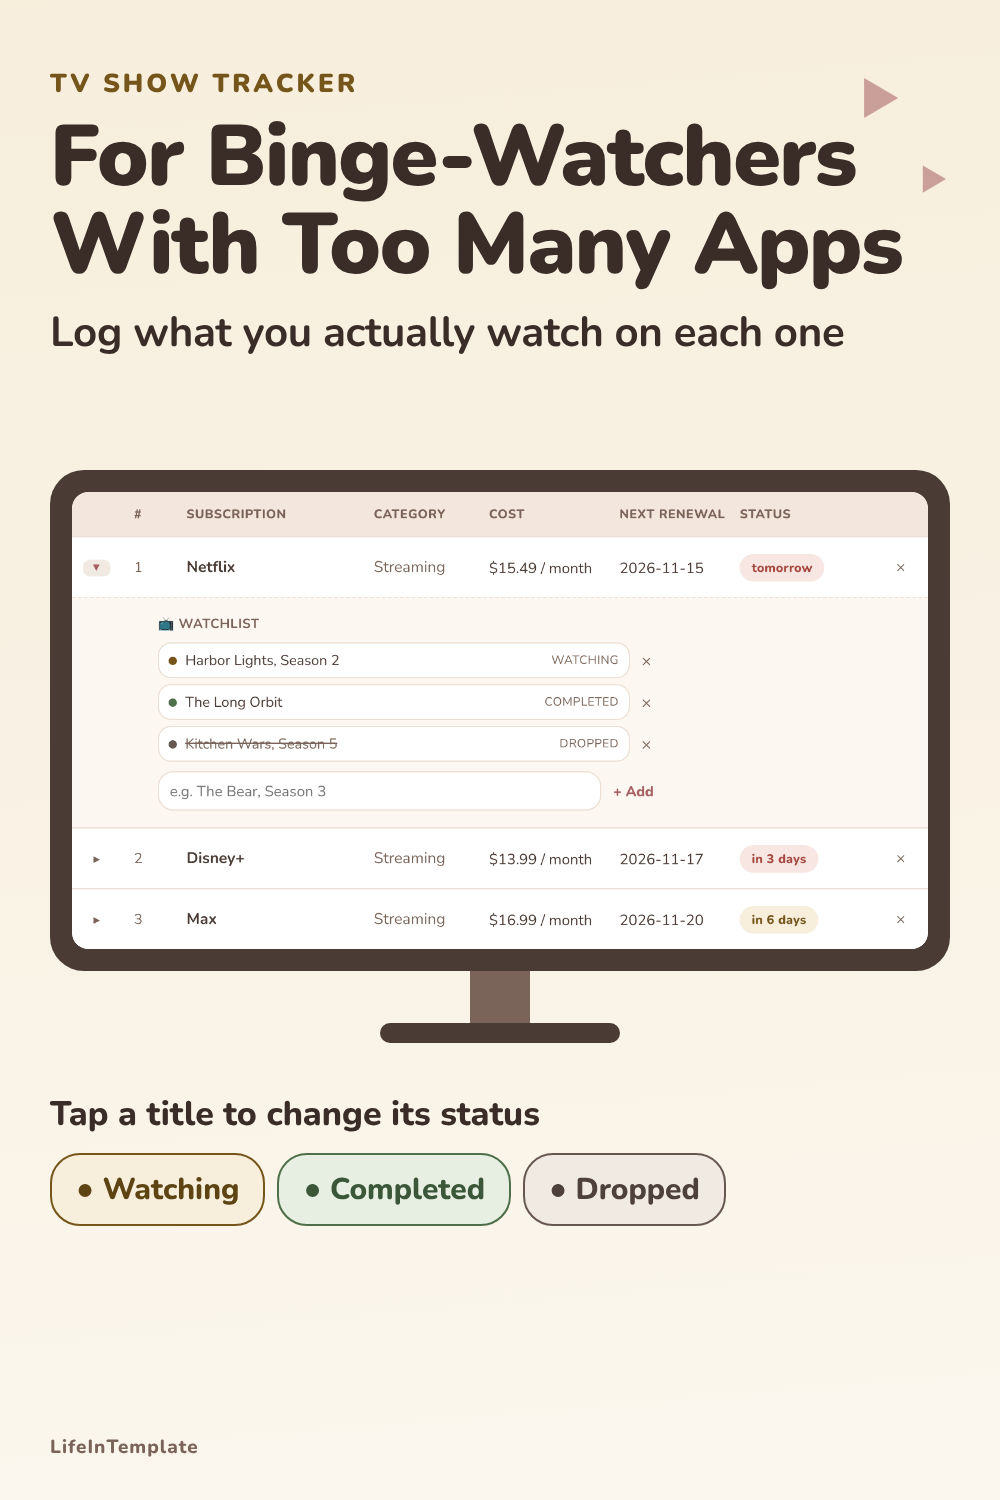 TV SHOW TRACKER
For Binge-Watchers
With Too Many Apps
Log what you actually watch on each one
# SUBSCRIPTION CATEGORY COST NEXT RENEWAL STATUS
▼ 1 Netflix Streaming $15.49 / month 2026-11-15 tomorrow ×
📺 WATCHLIST
● Harbor Lights, Season 2 WATCHING ×
● The Long Orbit COMPLETED ×
● Kitchen Wars, Season 5 DROPPED ×
e.g. The Bear, Season 3 + Add
▸ 2 Disney+ Streaming $13.99 / month 2026-11-17 in 3 days ×
▸ 3 Max Streaming $16.99 / month 2026-11-20 in 6 days ×
Tap a title to change its status
● Watching ● Completed ● Dropped
LifeInTemplate